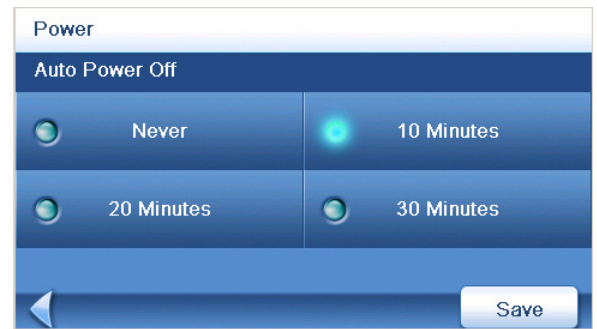 Power
Auto Power Off
Never
10 Minutes
20 Minutes
30 Minutes
Save